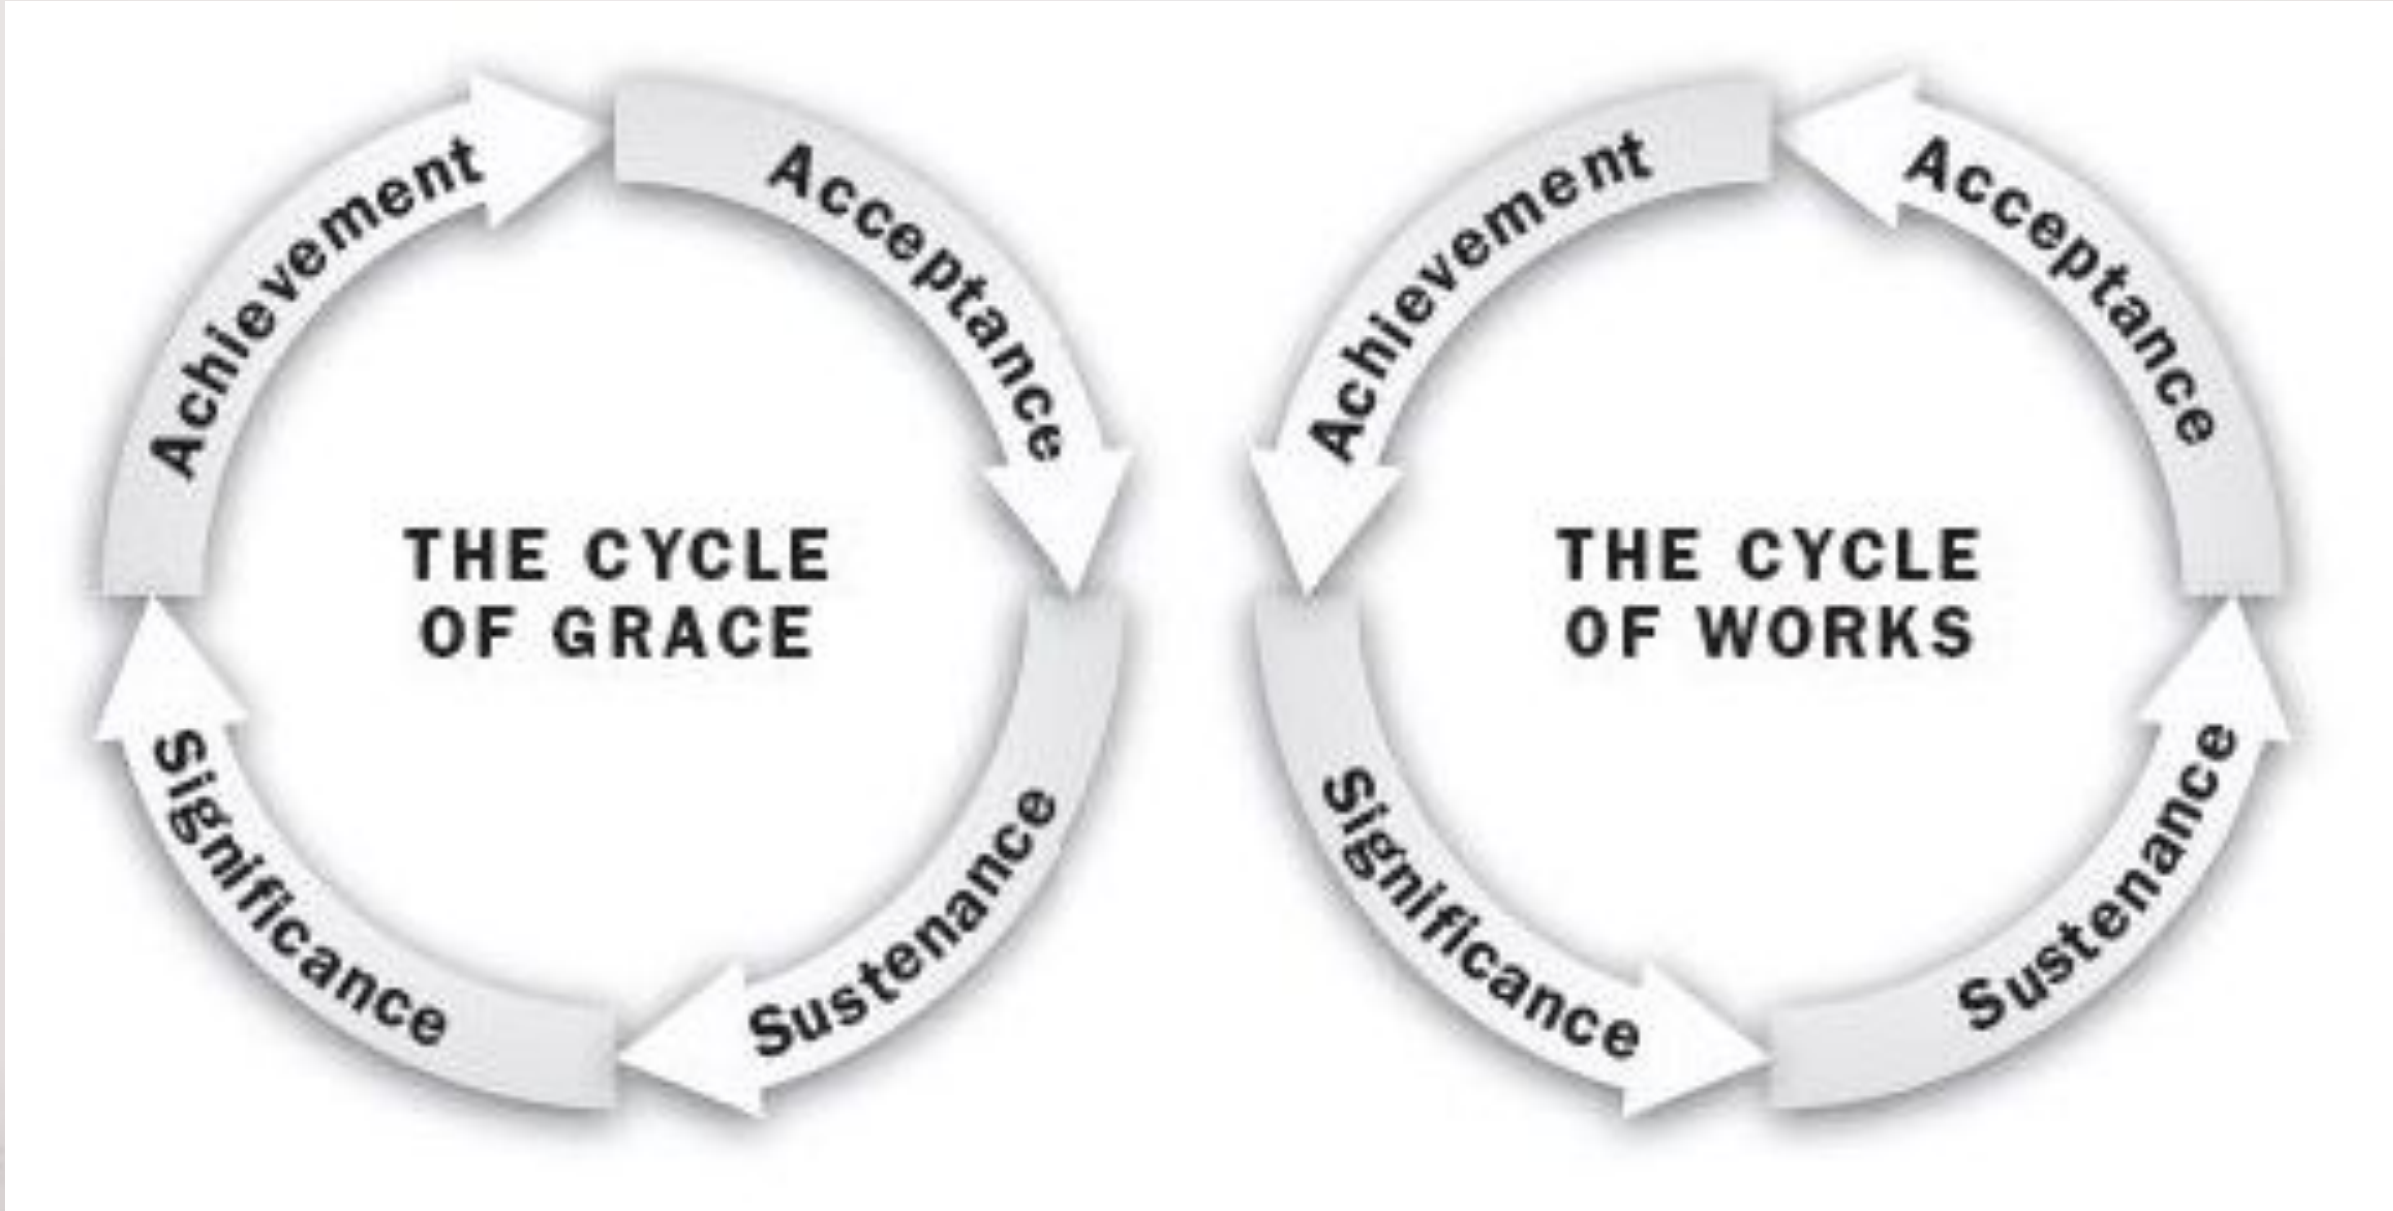 Achievement
Acceptance
THE CYCLE
OF GRACE
Significance
Sustenance
Achievement
Acceptance
THE CYCLE
OF WORKS
Significance
Sustenance